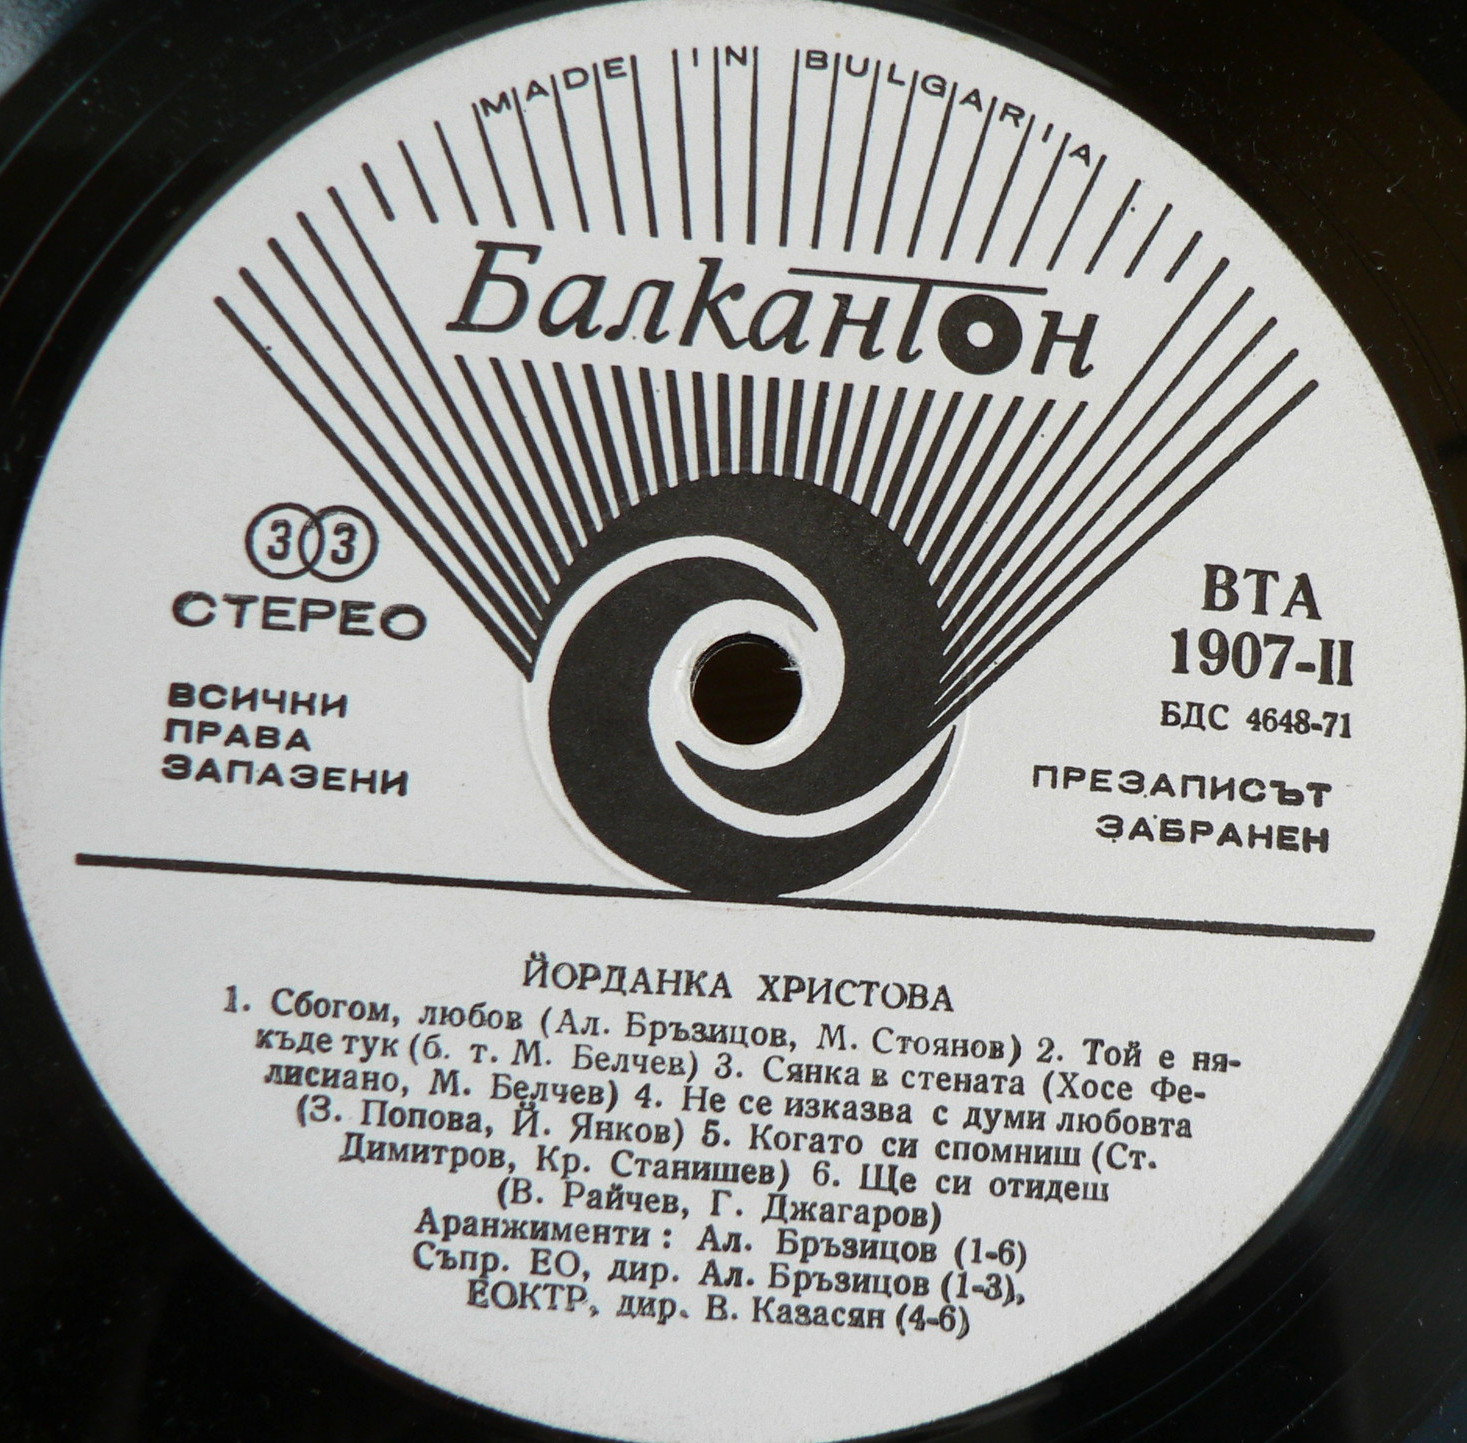 MADE IN BULGARIA
Балкантон
33
СТЕРЕО
ВСИЧКИ
ПРАВА
ЗАПАЗЕНИ
ВТА
1907-II
БДС 4648-71
ПРЕЗАПИСЪТ
ЗАБРАНЕН
ЙОРДАНКА ХРИСТОВА
1. Сбогом, любов (Ал. Бръзицов, М. Стоянов) 2. Той е ня-
къде тук (б. т. М. Белчев) 3. Сянка в стената (Хосе Фе-
лисиано, М. Белчев) 4. Не се изказва с думи любовта
(З. Попова, Й. Янков) 5. Когато си спомниш (Ст.
Димитров, Кр. Станишев) 6. Ще си отидеш
(В. Райчев, Г. Джагаров)
Аранжименти : Ал. Бръзицов (1-6)
Съпр. ЕО, дир. Ал. Бръзицов (1-3),
ЕОКТР, дир. В. Казасян (4-6)